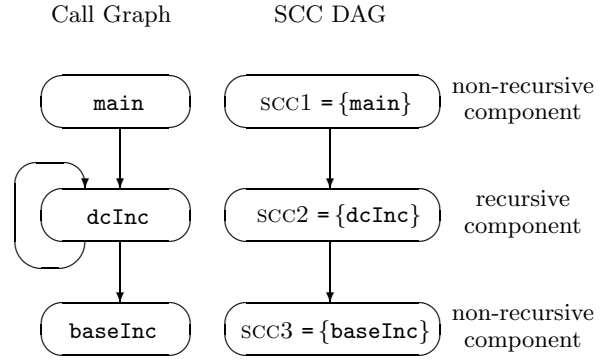 Call Graph SCC DAG
main SCC1 = {main} non-recursive
component
dcInc SCC2 = {dcInc} recursive
component
baseInc SCC3 = {baseInc} non-recursive
component